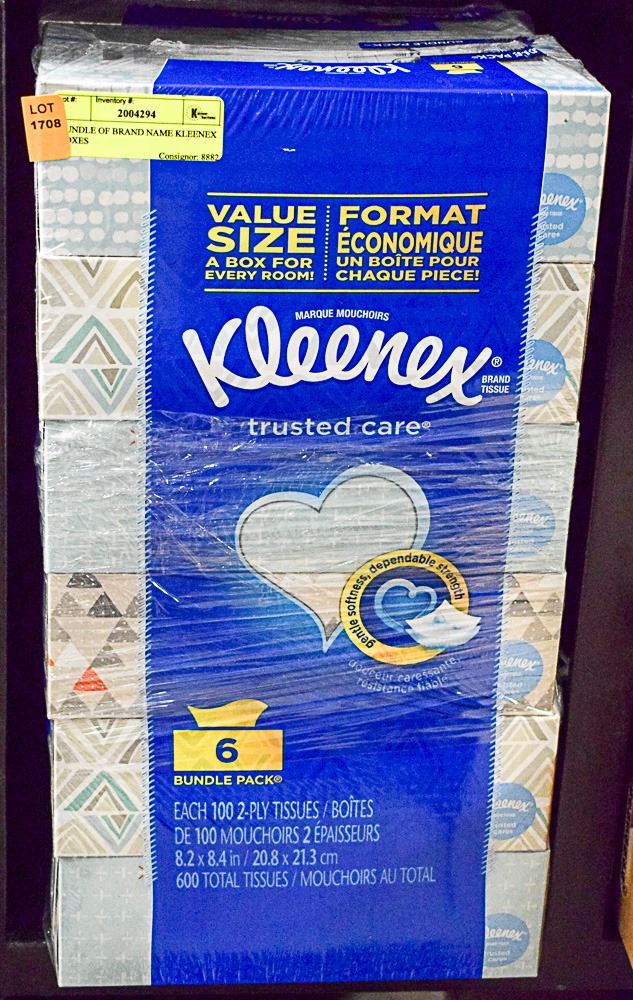 Kleenex
BUNDLE PACK®
LOT
1708
Inventory #:
2004294
OF BRAND NAME KLEENEX
Consignor: 8882
VALUE
SIZE
A BOX FOR
EVERY ROOM!
FORMAT
ÉCONOMIQUE
UN BOÎTE POUR
CHAQUE PIECE!
MARQUE MOUCHOIRS
Kleenex®
BRAND
TISSUE
trusted care®
gentle softness, dependable strength
douceur caressante,
résistance fiable
6
BUNDLE PACK®
EACH 100 2-PLY TISSUES / BOÎTES
DE 100 MOUCHOIRS 2 ÉPAISSEURS
8.2 x 8.4 in / 20.8 x 21.3 cm
600 TOTAL TISSUES / MOUCHOIRS AU TOTAL